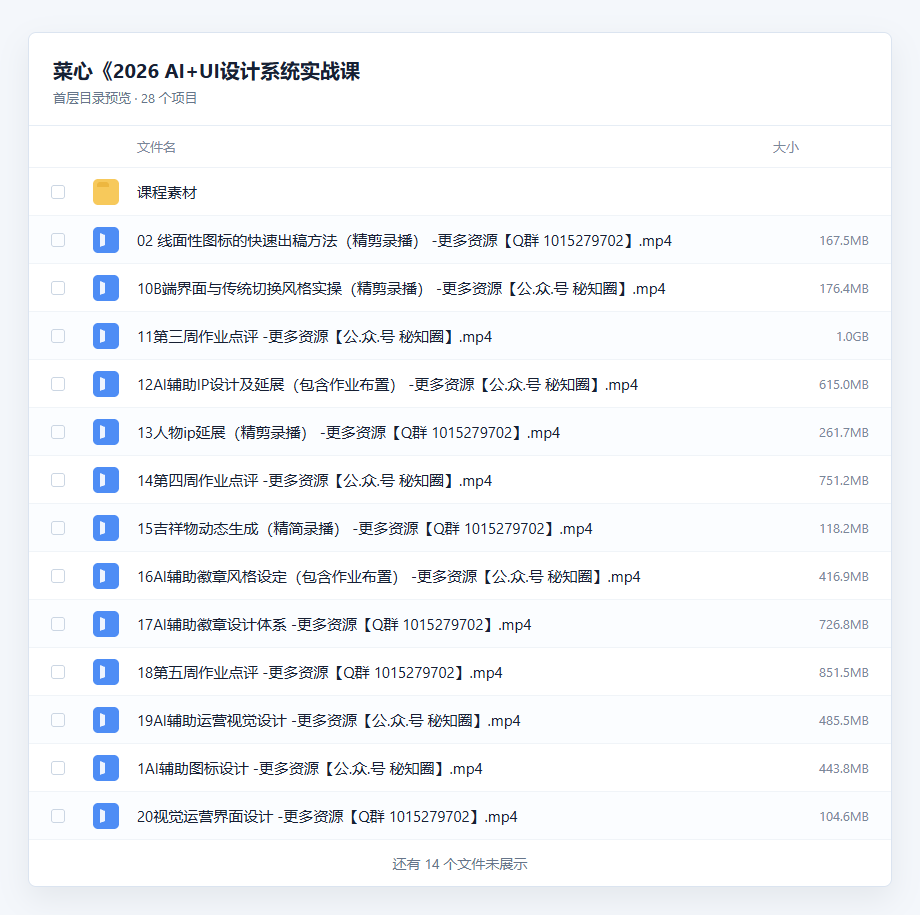 菜心《2026 AI+UI设计系统实战课
首层目录预览 · 28 个项目
文件名 大小
课程素材
02 线面性图标的快速出稿方法（精剪录播） -更多资源【Q群 1015279702】.mp4 167.5MB
10B端界面与传统切换风格实操（精剪录播） -更多资源【公.众.号 秘知圈】.mp4 176.4MB
11第三周作业点评 -更多资源【公.众.号 秘知圈】.mp4 1.0GB
12AI辅助IP设计及延展（包含作业布置） -更多资源【公.众.号 秘知圈】.mp4 615.0MB
13人物ip延展（精剪录播） -更多资源【Q群 1015279702】.mp4 261.7MB
14第四周作业点评 -更多资源【公.众.号 秘知圈】.mp4 751.2MB
15吉祥物动态生成（精简录播） -更多资源【Q群 1015279702】.mp4 118.2MB
16AI辅助徽章风格设定（包含作业布置） -更多资源【公.众.号 秘知圈】.mp4 416.9MB
17AI辅助徽章设计体系 -更多资源【Q群 1015279702】.mp4 726.8MB
18第五周作业点评 -更多资源【Q群 1015279702】.mp4 851.5MB
19AI辅助运营视觉设计 -更多资源【公.众.号 秘知圈】.mp4 485.5MB
1AI辅助图标设计 -更多资源【公.众.号 秘知圈】.mp4 443.8MB
20视觉运营界面设计 -更多资源【Q群 1015279702】.mp4 104.6MB
还有 14 个文件未展示